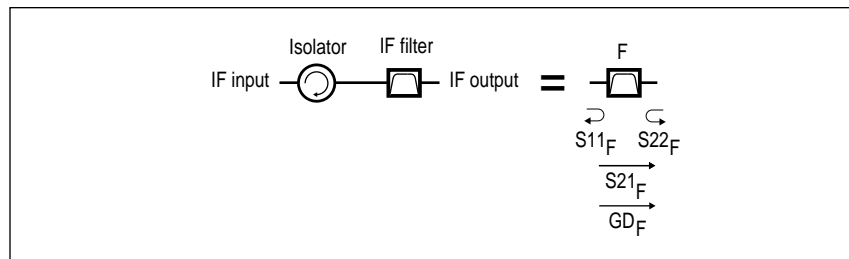 Isolator IF filter F
IF input IF output =
S11F S22F
S21F
GDF